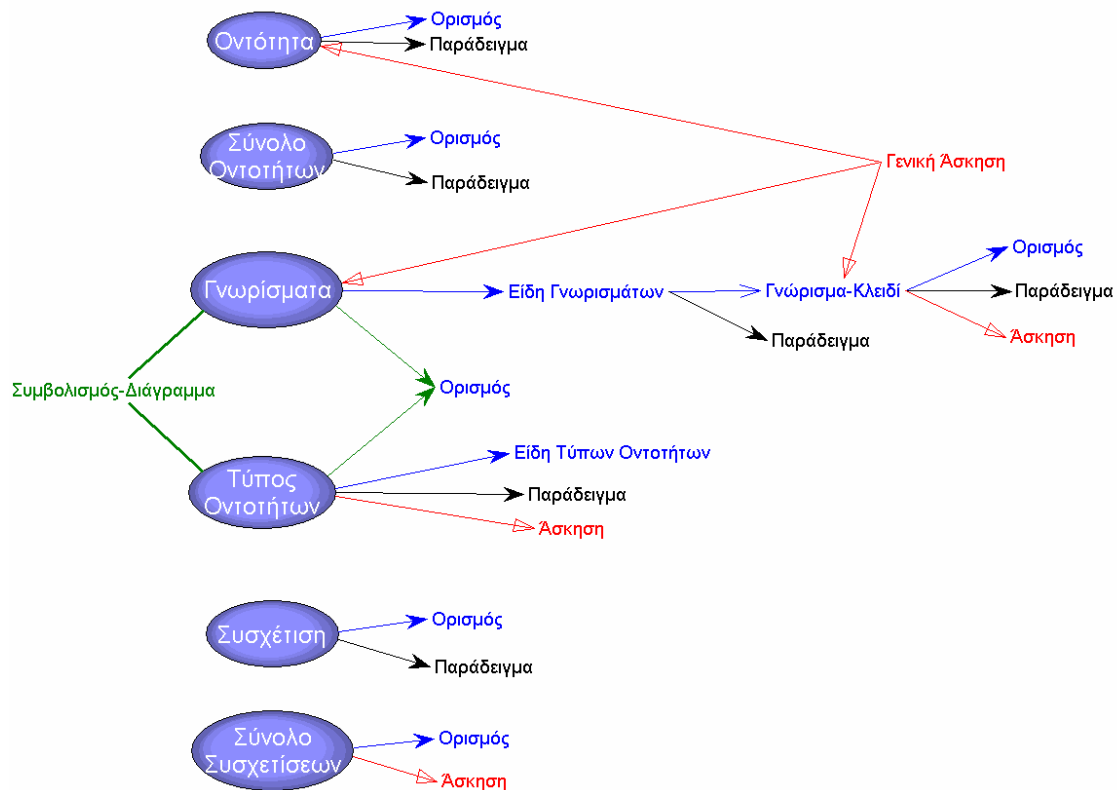 Οντότητα
Ορισμός
Παράδειγμα
Σύνολο
Οντοτήτων
Ορισμός
Παράδειγμα
Γενική Άσκηση
Γνωρίσματα
Είδη Γνωρισμάτων
Γνώρισμα-Κλειδί
Ορισμός
Παράδειγμα
Άσκηση
Παράδειγμα
Συμβολισμός-Διάγραμμα
Ορισμός
Τύπος
Οντοτήτων
Είδη Τύπων Οντοτήτων
Παράδειγμα
Άσκηση
Συσχέτιση
Ορισμός
Παράδειγμα
Σύνολο
Συσχετίσεων
Ορισμός
Άσκηση